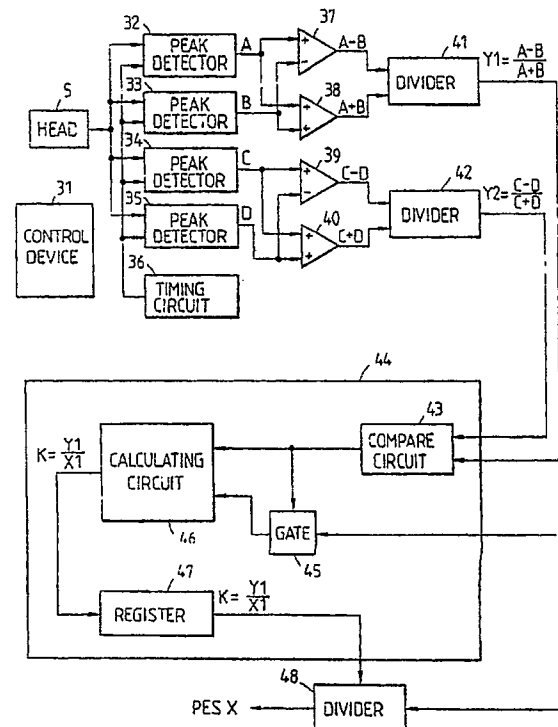 32
PEAK
DETECTOR
A
37
A−B
41
DIVIDER
Y1=A−B/A+B
S
HEAD
33
PEAK
DETECTOR
B
38
A+B
34
PEAK
DETECTOR
C
39
C−D
42
DIVIDER
Y2=C−D/C+D
31
CONTROL
DEVICE
35
PEAK
DETECTOR
D
40
C+D
36
TIMING
CIRCUIT
44
43
COMPARE
CIRCUIT
K=Y1/X1
CALCULATING
CIRCUIT
46
GATE
45
47
REGISTER
K=Y1/X1
48
DIVIDER
PES X